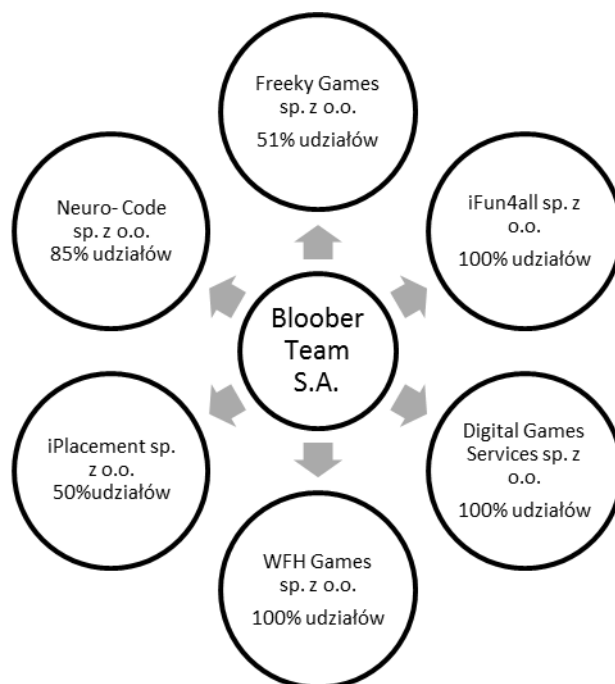 Freeky Games
sp. z o.o.
51% udziałów
iFun4all sp. z
o.o.
100% udziałów
Digital Games
Services sp. z
o.o.
100% udziałów
WFH Games
sp. z o.o.
100% udziałów
iPlacement sp.
z o.o.
50%udziałów
Neuro- Code
sp. z o.o.
85% udziałów
Bloober
Team
S.A.